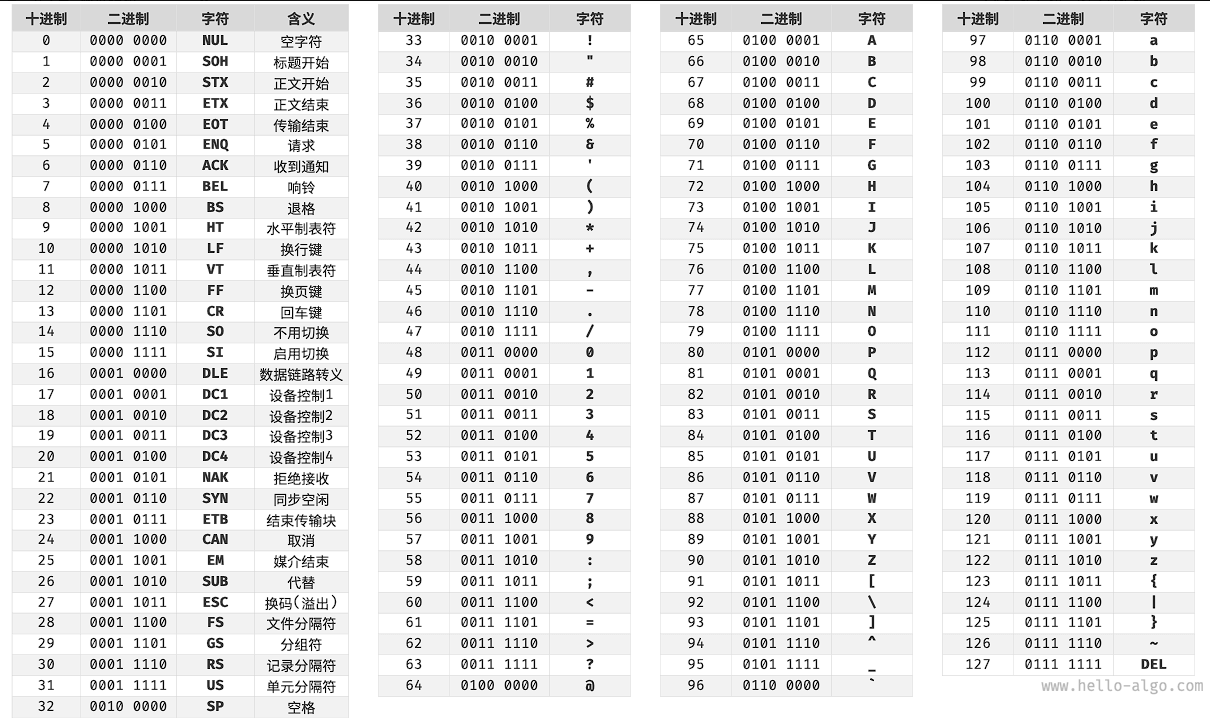 十进制 二进制 字符 含义
0 0000 0000 NUL 空字符
1 0000 0001 SOH 标题开始
2 0000 0010 STX 正文开始
3 0000 0011 ETX 正文结束
4 0000 0100 EOT 传输结束
5 0000 0101 ENQ 请求
6 0000 0110 ACK 收到通知
7 0000 0111 BEL 响铃
8 0000 1000 BS 退格
9 0000 1001 HT 水平制表符
10 0000 1010 LF 换行键
11 0000 1011 VT 垂直制表符
12 0000 1100 FF 换页键
13 0000 1101 CR 回车键
14 0000 1110 SO 不用切换
15 0000 1111 SI 启用切换
16 0001 0000 DLE 数据链路转义
17 0001 0001 DC1 设备控制1
18 0001 0010 DC2 设备控制2
19 0001 0011 DC3 设备控制3
20 0001 0100 DC4 设备控制4
21 0001 0101 NAK 拒绝接收
22 0001 0110 SYN 同步空闲
23 0001 0111 ETB 结束传输块
24 0001 1000 CAN 取消
25 0001 1001 EM 媒介结束
26 0001 1010 SUB 代替
27 0001 1011 ESC 换码(溢出)
28 0001 1100 FS 文件分隔符
29 0001 1101 GS 分组符
30 0001 1110 RS 记录分隔符
31 0001 1111 US 单元分隔符
32 0010 0000 SP 空格
十进制 二进制 字符
33 0010 0001 !
34 0010 0010 "
35 0010 0011 #
36 0010 0100 $
37 0010 0101 %
38 0010 0110 &
39 0010 0111 '
40 0010 1000 (
41 0010 1001 )
42 0010 1010 *
43 0010 1011 +
44 0010 1100 ,
45 0010 1101 -
46 0010 1110 .
47 0010 1111 /
48 0011 0000 0
49 0011 0001 1
50 0011 0010 2
51 0011 0011 3
52 0011 0100 4
53 0011 0101 5
54 0011 0110 6
55 0011 0111 7
56 0011 1000 8
57 0011 1001 9
58 0011 1010 :
59 0011 1011 ;
60 0011 1100 <
61 0011 1101 =
62 0011 1110 >
63 0011 1111 ?
64 0100 0000 @
十进制 二进制 字符
65 0100 0001 A
66 0100 0010 B
67 0100 0011 C
68 0100 0100 D
69 0100 0101 E
70 0100 0110 F
71 0100 0111 G
72 0100 1000 H
73 0100 1001 I
74 0100 1010 J
75 0100 1011 K
76 0100 1100 L
77 0100 1101 M
78 0100 1110 N
79 0100 1111 O
80 0101 0000 P
81 0101 0001 Q
82 0101 0010 R
83 0101 0011 S
84 0101 0100 T
85 0101 0101 U
86 0101 0110 V
87 0101 0111 W
88 0101 1000 X
89 0101 1001 Y
90 0101 1010 Z
91 0101 1011 [
92 0101 1100 \
93 0101 1101 ]
94 0101 1110 ^
95 0101 1111 _
96 0110 0000 `
十进制 二进制 字符
97 0110 0001 a
98 0110 0010 b
99 0110 0011 c
100 0110 0100 d
101 0110 0101 e
102 0110 0110 f
103 0110 0111 g
104 0110 1000 h
105 0110 1001 i
106 0110 1010 j
107 0110 1011 k
108 0110 1100 l
109 0110 1101 m
110 0110 1110 n
111 0110 1111 o
112 0111 0000 p
113 0111 0001 q
114 0111 0010 r
115 0111 0011 s
116 0111 0100 t
117 0111 0101 u
118 0111 0110 v
119 0111 0111 w
120 0111 1000 x
121 0111 1001 y
122 0111 1010 z
123 0111 1011 {
124 0111 1100 |
125 0111 1101 }
126 0111 1110 ~
127 0111 1111 DEL
www.hello-algo.com